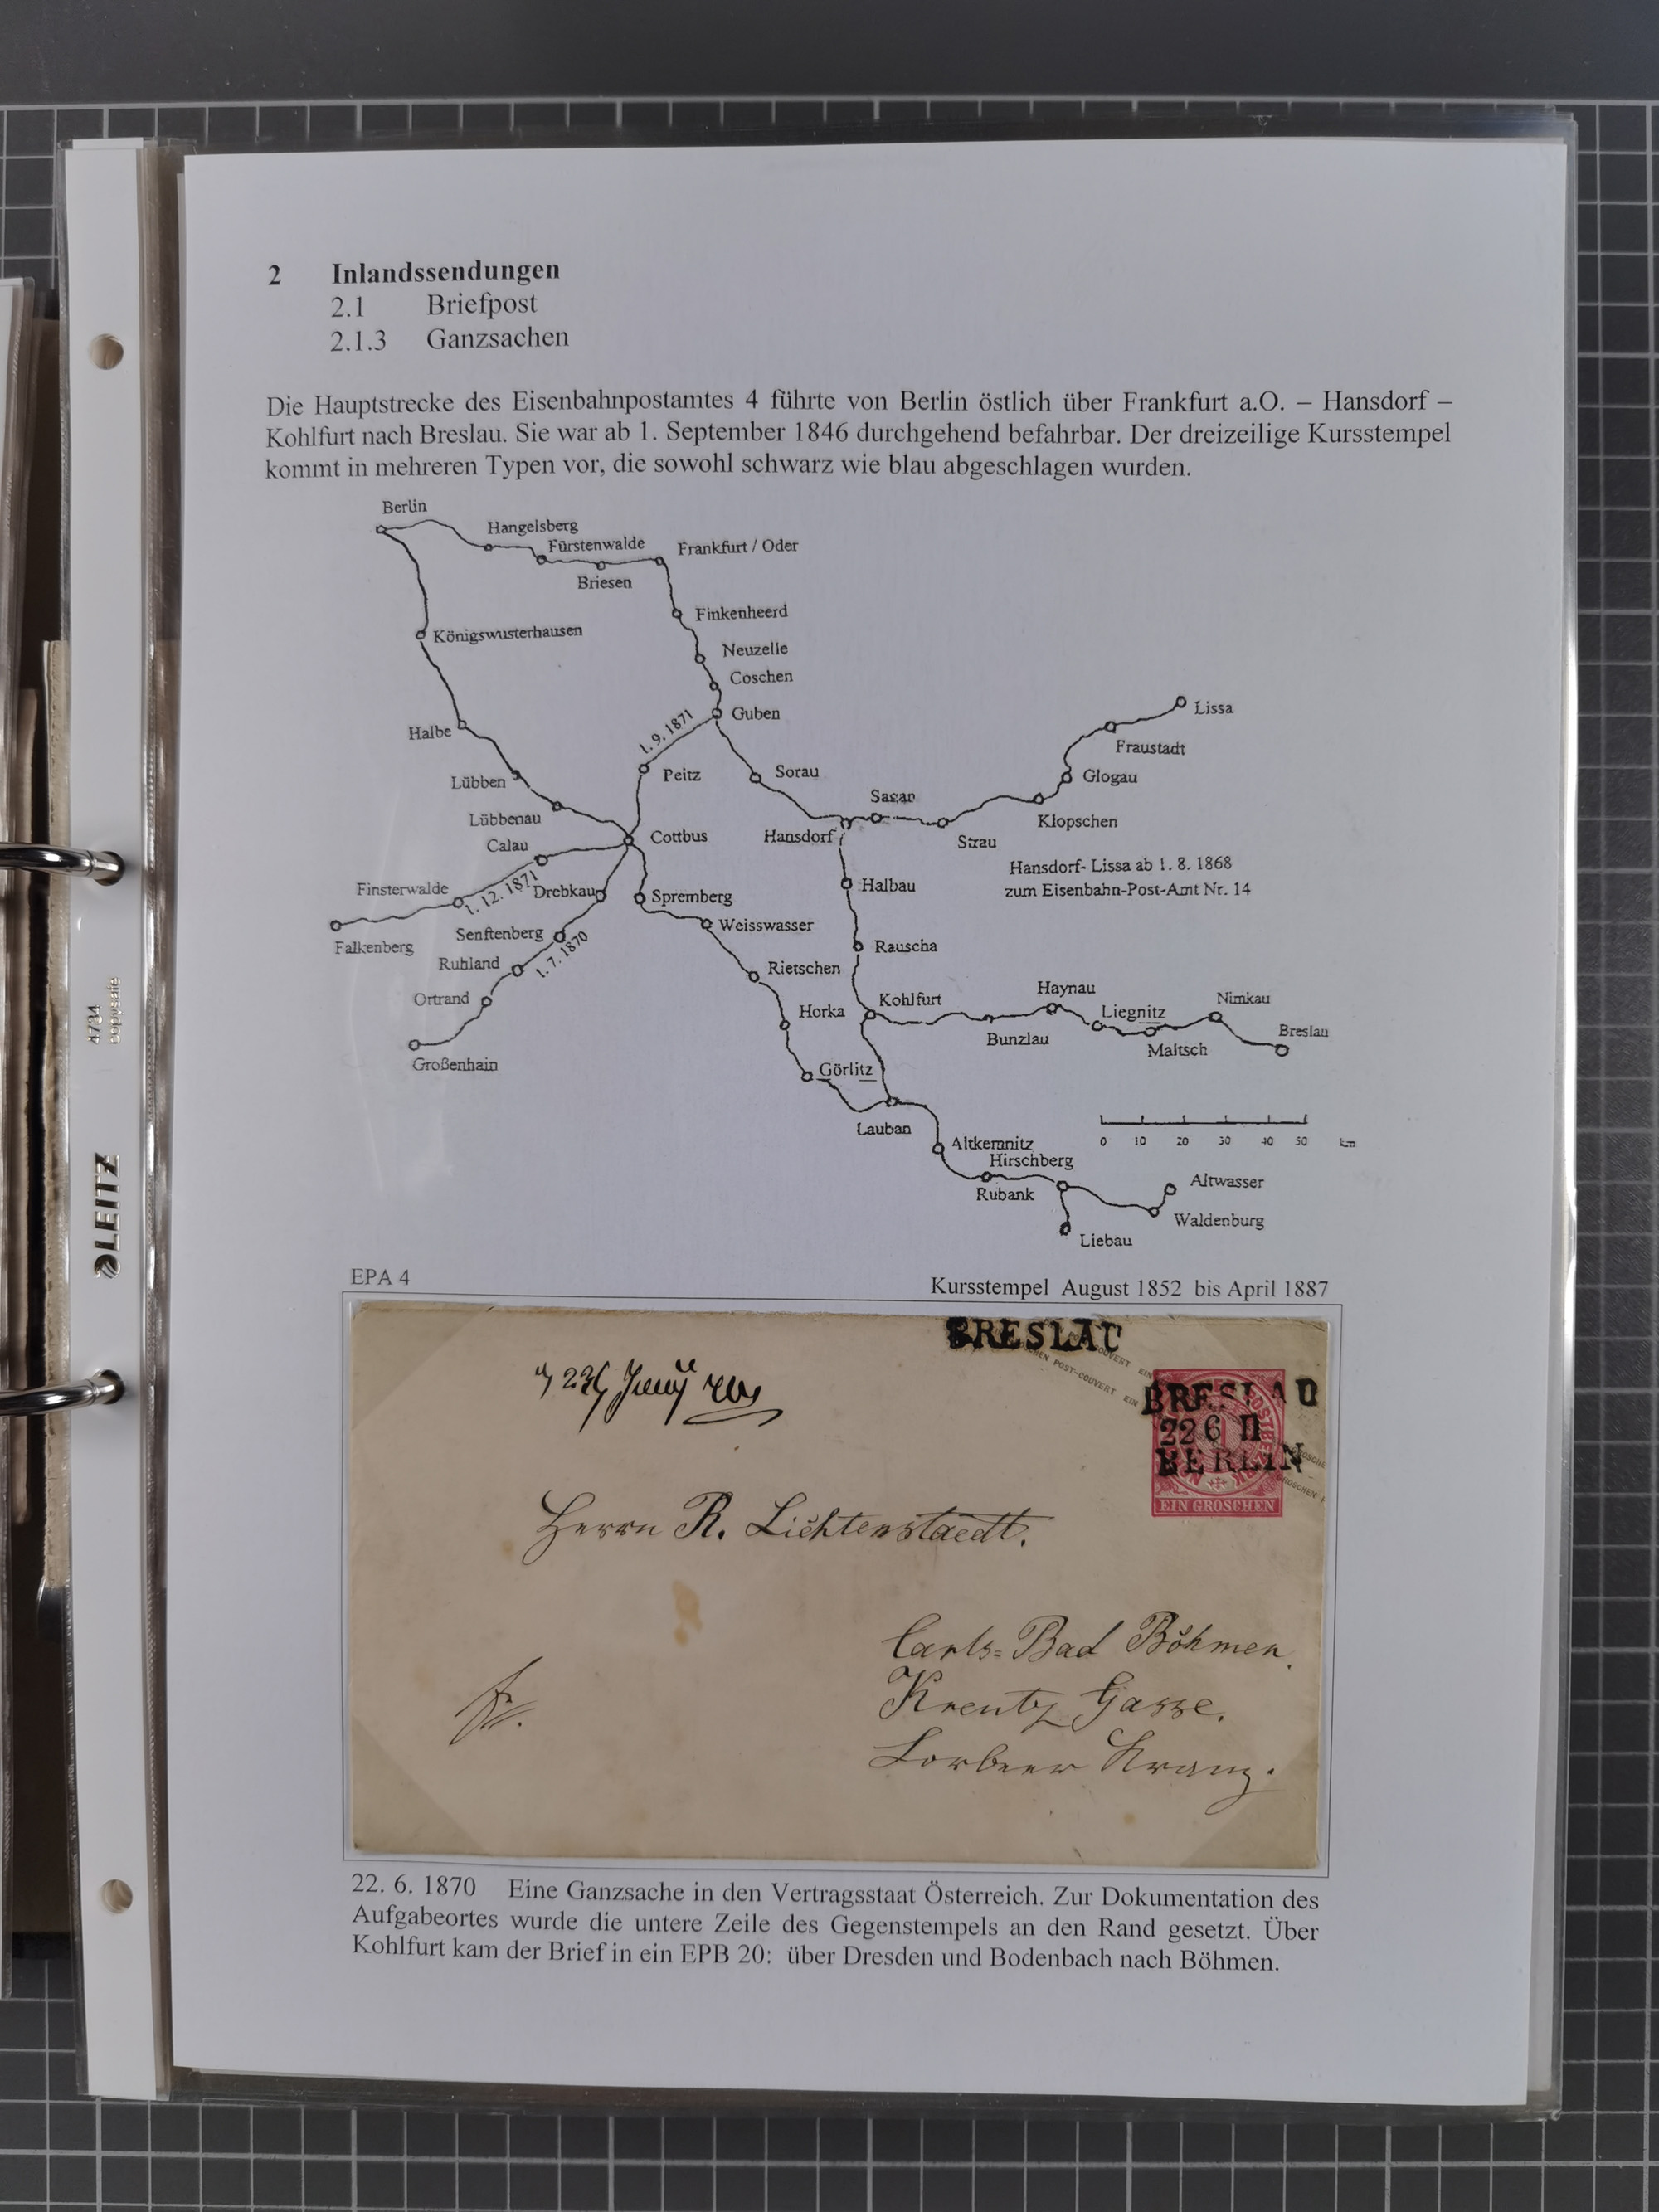 2 Inlandssendungen
2.1 Briefpost
2.1.3 Ganzsachen
Die Hauptstrecke des Eisenbahnpostamtes 4 führte von Berlin östlich über Frankfurt a.O. – Hansdorf –
Kohlfurt nach Breslau. Sie war ab 1. September 1846 durchgehend befahrbar. Der dreizeilige Kursstempel
kommt in mehreren Typen vor, die sowohl schwarz wie blau abgeschlagen wurden.
Berlin
Hangelsberg
Fürstenwalde
Frankfurt / Oder
Briesen
Finkenheerd
Königswusterhausen
Neuzelle
Coschen
Guben
1.9.1871
Lissa
Fraustadt
Halbe
Peitz
Sorau
Glogau
Lübben
Sagan
Lübbenau
Klopschen
Cottbus
Hansdorf
Strau
Calau
Hansdorf- Lissa ab 1. 8. 1868
zum Eisenbahn-Post-Amt Nr. 14
Finsterwalde
1. 12. 1871
Drebkau
Spremberg
Halbau
Weisswasser
Falkenberg
Senftenberg
1.7.1870
Rauscha
Ruhland
Rietschen
Ortrand
Horka
Kohlfurt
Haynau
Liegnitz
Nimkau
Bunzlau
Maltsch
Breslau
Großenhain
Görlitz
Lauban
Altkemnitz
0 10 20 30 40 50 km
Hirschberg
Rubank
Altwasser
Waldenburg
Liebau
EPA 4
Kursstempel August 1852 bis April 1887
BRESLAU
POST-COUVERT EIN
BRESLAU
22 6 II
BERLIN
EIN GROSCHEN
Herrn R. Lichtenstaedt.
Carls-Bad Böhmen.
Kreutz Gasse.
Lorbeer Kranz.
fr.
22. 6. 1870 Eine Ganzsache in den Vertragsstaat Österreich. Zur Dokumentation des
Aufgabeortes wurde die untere Zeile des Gegenstempels an den Rand gesetzt. Über
Kohlfurt kam der Brief in ein EPB 20: über Dresden und Bodenbach nach Böhmen.
4734
copysafe
LEITZ